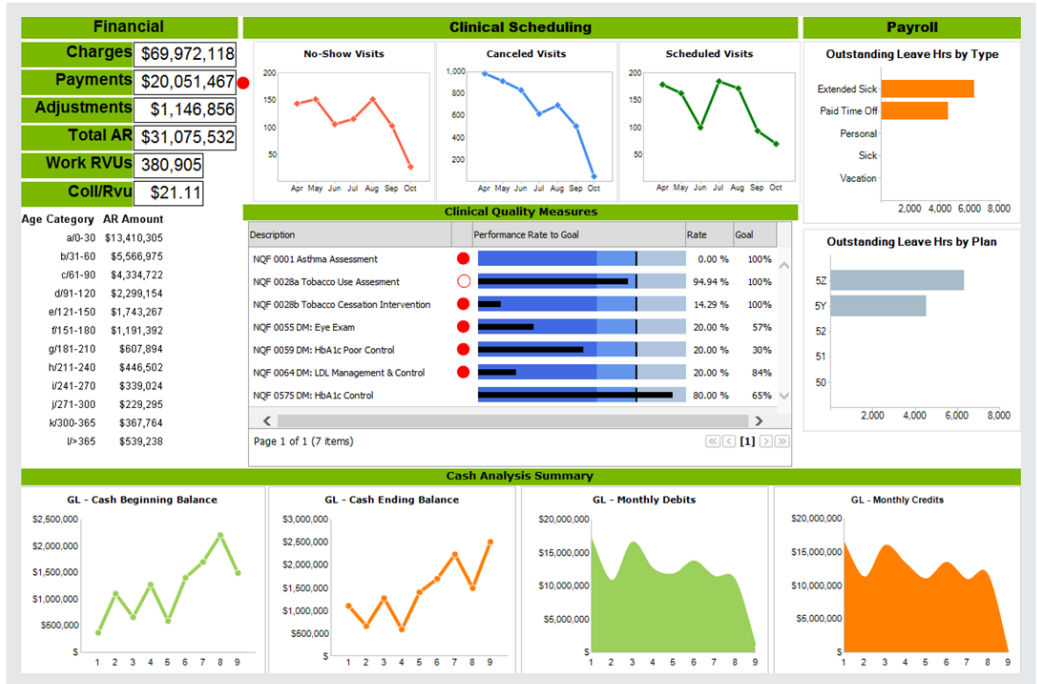 Financial
Charges $69,972,118
Payments $20,051,467
Adjustments $1,146,856
Total AR $31,075,532
Work RVUs 380,905
Coll/Rvu $21.11
Age Category AR Amount
a/0-30 $13,410,305
b/31-60 $5,566,975
c/61-90 $4,334,722
d/91-120 $2,299,154
e/121-150 $1,743,267
f/151-180 $1,191,392
g/181-210 $607,894
h/211-240 $446,502
i/241-270 $339,024
j/271-300 $229,295
k/300-365 $367,764
l/>365 $539,238
Clinical Scheduling
No-Show Visits
200
150
100
50
Apr May Jun Jul Aug Sep Oct
Canceled Visits
1,000
800
600
400
200
Apr May Jun Jul Aug Sep Oct
Scheduled Visits
200
150
100
50
Apr May Jun Jul Aug Sep Oct
Clinical Quality Measures
Description Performance Rate to Goal Rate Goal
NQF 0001 Asthma Assessment 0.00 % 100%
NQF 0028a Tobacco Use Assesment 94.94 % 100%
NQF 0028b Tobacco Cessation Intervention 14.29 % 100%
NQF 0055 DM: Eye Exam 20.00 % 57%
NQF 0059 DM: HbA1c Poor Control 20.00 % 30%
NQF 0064 DM: LDL Management & Control 20.00 % 84%
NQF 0575 DM: HbA1c Control 80.00 % 65%
Page 1 of 1 (7 items) [1]
Payroll
Outstanding Leave Hrs by Type
Extended Sick
Paid Time Off
Personal
Sick
Vacation
2,000 4,000 6,000 8,000
Outstanding Leave Hrs by Plan
5Z
5Y
52
51
50
2,000 4,000 6,000 8,000
Cash Analysis Summary
GL - Cash Beginning Balance
$2,500,000
$2,000,000
$1,500,000
$1,000,000
$500,000
$
1 2 3 4 5 6 7 8 9
GL - Cash Ending Balance
$3,000,000
$2,500,000
$2,000,000
$1,500,000
$1,000,000
$500,000
$
1 2 3 4 5 6 7 8 9
GL - Monthly Debits
$20,000,000
$15,000,000
$10,000,000
$5,000,000
$
1 2 3 4 5 6 7 8 9
GL - Monthly Credits
$20,000,000
$15,000,000
$10,000,000
$5,000,000
$
1 2 3 4 5 6 7 8 9